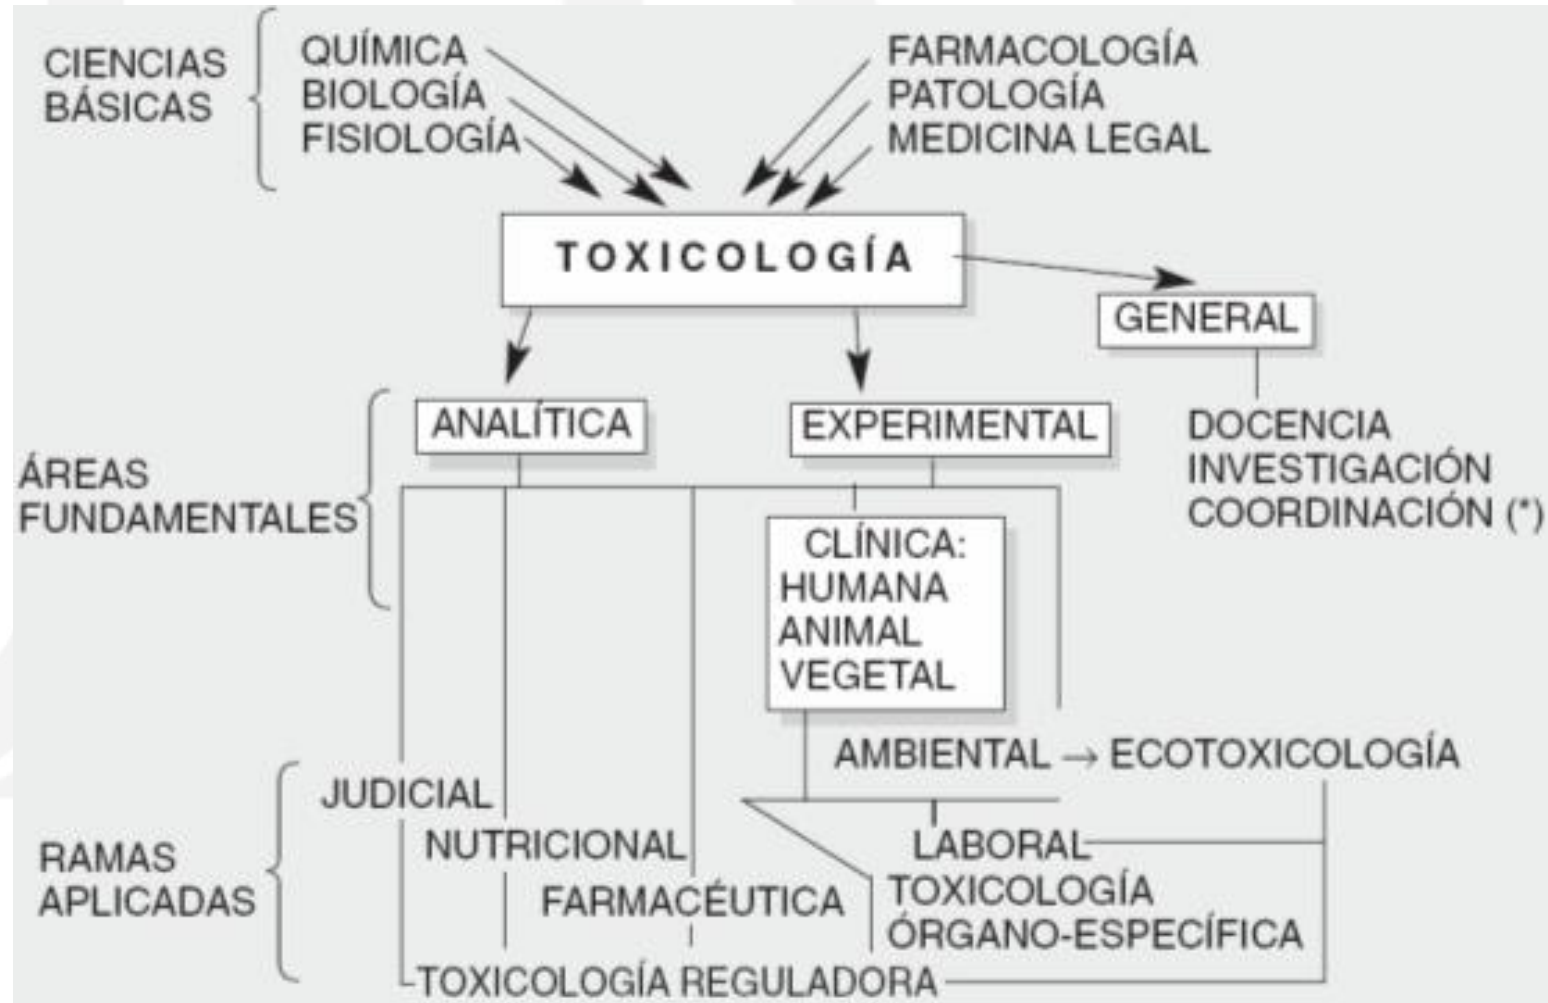 CIENCIAS
BÁSICAS
QUÍMICA
BIOLOGÍA
FISIOLOGÍA
FARMACOLOGÍA
PATOLOGÍA
MEDICINA LEGAL
TOXICOLOGÍA
GENERAL
DOCENCIA
INVESTIGACIÓN
COORDINACIÓN (*)
ÁREAS
FUNDAMENTALES
ANALÍTICA
EXPERIMENTAL
CLÍNICA:
HUMANA
ANIMAL
VEGETAL
AMBIENTAL → ECOTOXICOLOGÍA
RAMAS
APLICADAS
JUDICIAL
NUTRICIONAL
FARMACÉUTICA
LABORAL
TOXICOLOGÍA
ÓRGANO-ESPECÍFICA
TOXICOLOGÍA REGULADORA